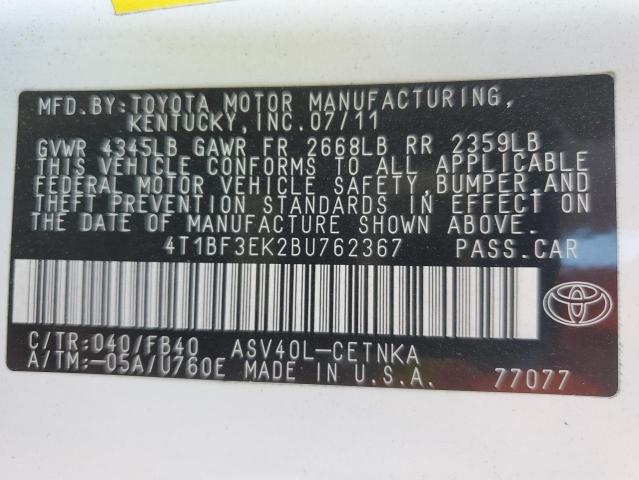 MFD.BY:TOYOTA MOTOR MANUFACTURING,
KENTUCKY,INC.07/11
GVWR 4345LB GAWR FR 2668LB RR 2359LB
THIS VEHICLE CONFORMS TO ALL APPLICABLE
FEDERAL MOTOR VEHICLE SAFETY,BUMPER,AND
THEFT PREVENTION STANDARDS IN EFFECT ON
THE DATE OF MANUFACTURE SHOWN ABOVE.
4T1BF3EK2BU762367 PASS.CAR
C/TR:040/FB40 ASV40L-CETNKA
A/TM:-05A/U760E MADE IN U.S.A. 77077